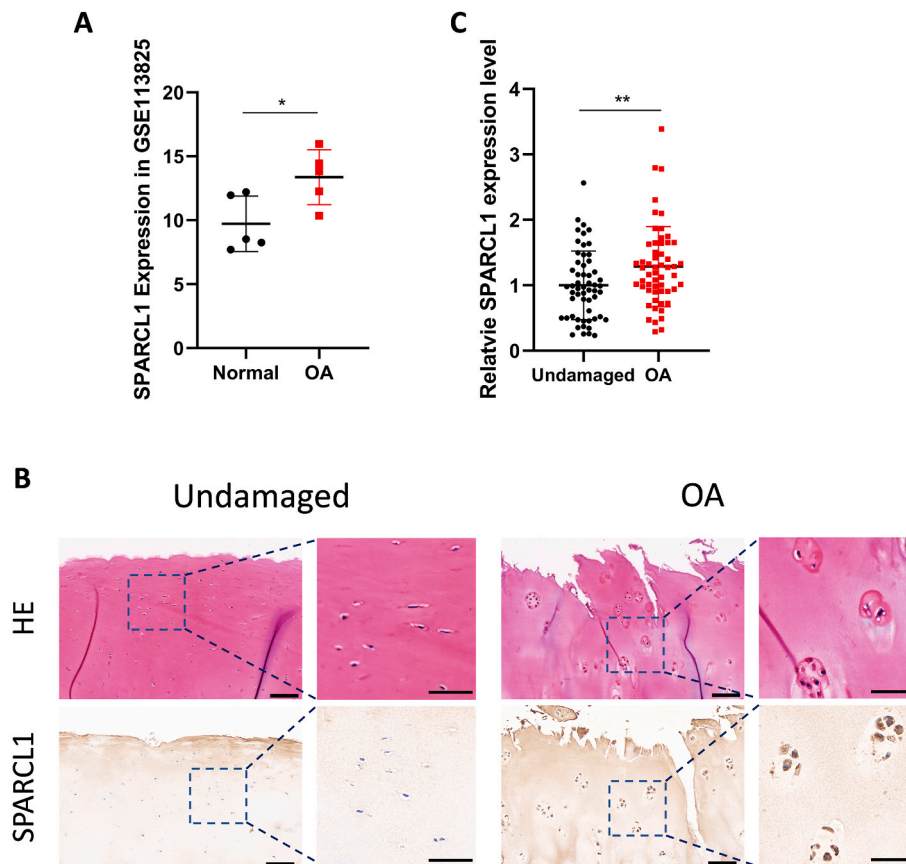 A
SPARCL1 Expression in GSE113825
20
15
10
5
0
*
Normal
OA
C
Relatvie SPARCL1 expression level
4
3
2
1
0
**
Undamaged
OA
B
Undamaged
OA
HE
SPARCL1